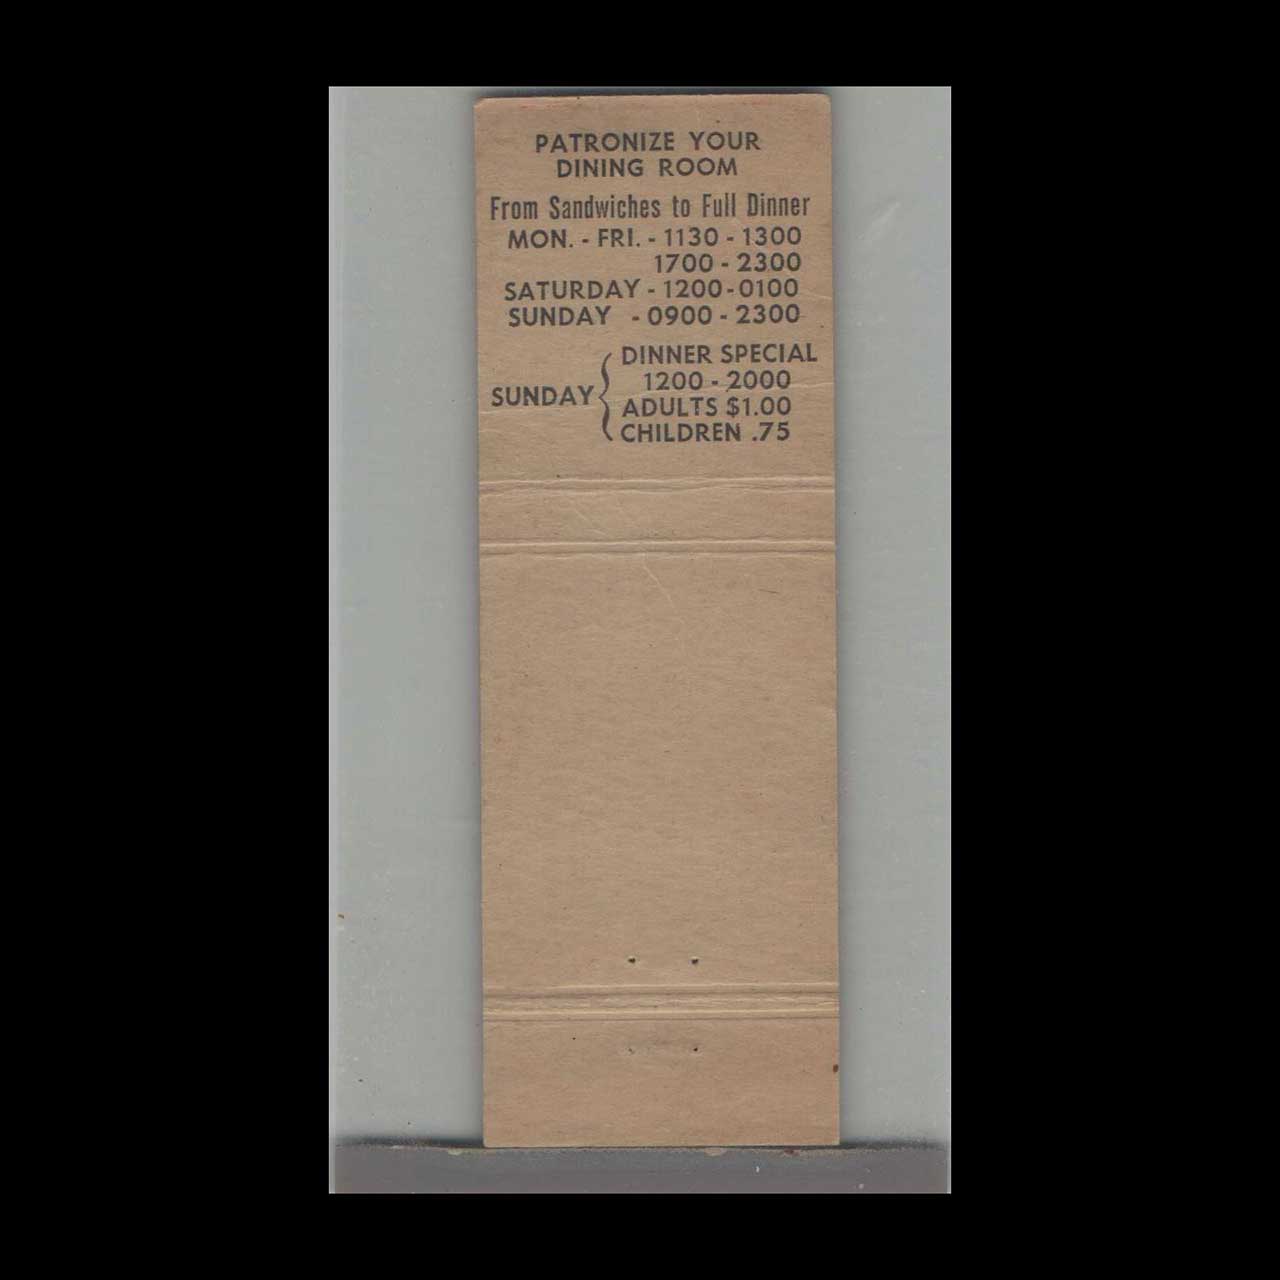 PATRONIZE YOUR
DINING ROOM
From Sandwiches to Full Dinner
MON. - FRI. - 1130 - 1300
1700 - 2300
SATURDAY - 1200 - 0100
SUNDAY - 0900 - 2300
SUNDAY
DINNER SPECIAL
1200 - 2000
ADULTS $1.00
CHILDREN .75